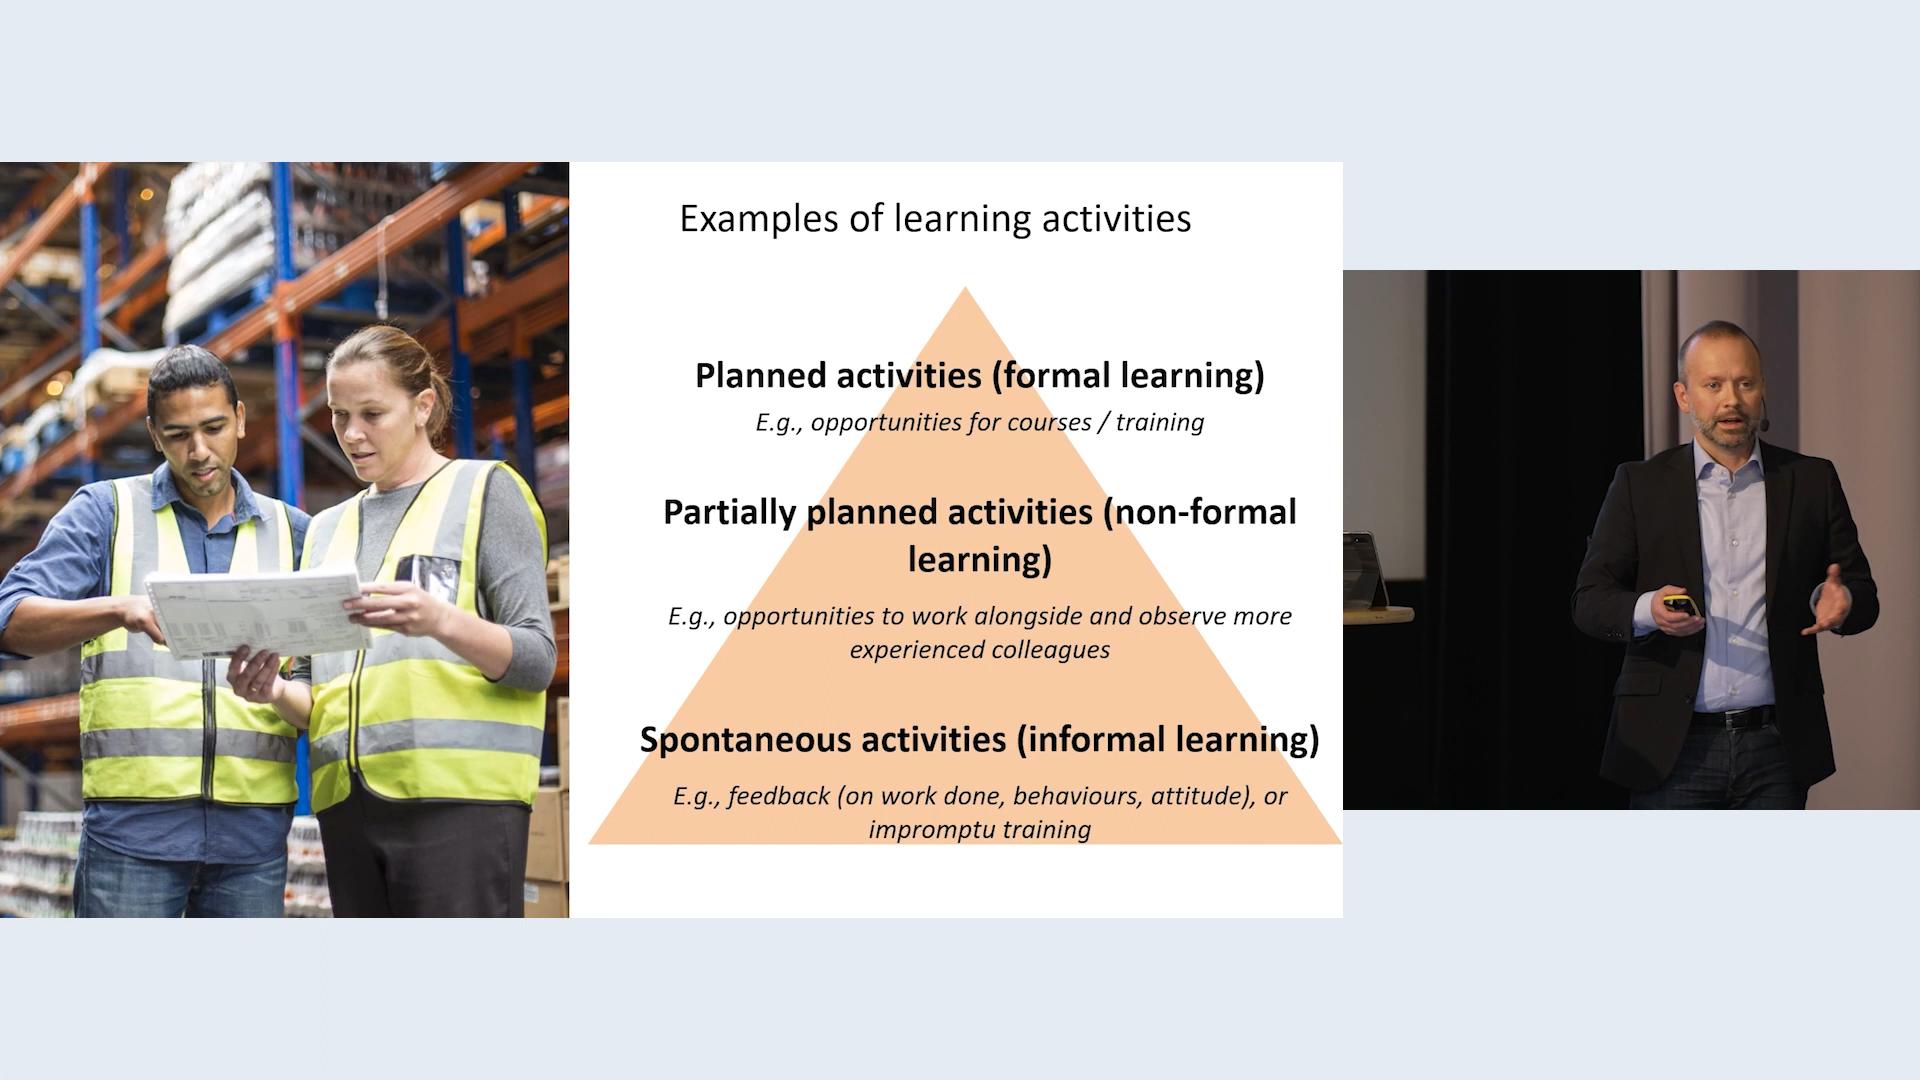 Examples of learning activities
Planned activities (formal learning)
E.g., opportunities for courses / training
Partially planned activities (non-formal
learning)
E.g., opportunities to work alongside and observe more
experienced colleagues
Spontaneous activities (informal learning)
E.g., feedback (on work done, behaviours, attitude), or
impromptu training